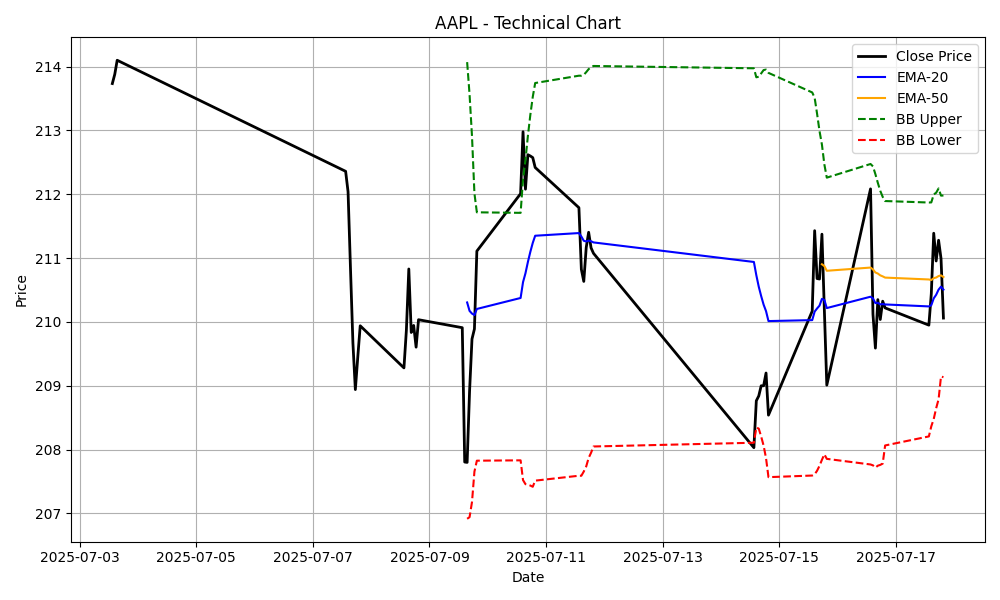 AAPL - Technical Chart
Close Price
EMA-20
EMA-50
BB Upper
BB Lower
214
213
212
211
210
209
208
207
Price
2025-07-03 2025-07-05 2025-07-07 2025-07-09 2025-07-11 2025-07-13 2025-07-15 2025-07-17
Date